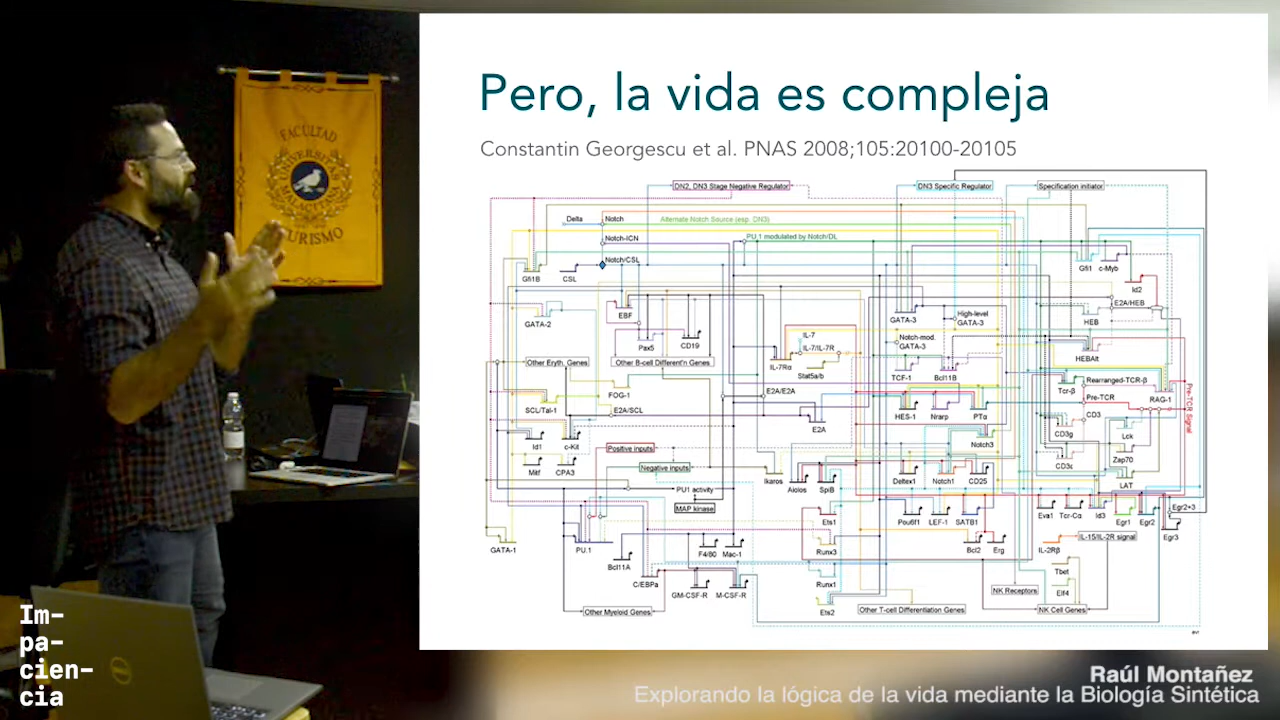 Pero, la vida es compleja
Constantin Georgescu et al. PNAS 2008;105:20100-20105
DN2, DN3 Stage Negative Regulator
DN3 Specific Regulator
Specification initiator
Delta
Notch
Alternate Notch Source (esp. DN3)
Notch-ICN
PU.1 modulated by Notch/DL
Notch/CSL
Gfi1B
CSL
Gfi1
c-Myb
Id2
E2A/HEB
GATA-2
EBF
GATA-3
High-level
GATA-3
HEB
Pax5
CD19
IL-7
IL-7/IL-7R
Notch-mod.
GATA-3
HEBAlt
Other Eryth. Genes
Other B-cell Different'n Genes
IL-7Rα
Stat5a/b
TCF-1
Bcl11B
Tcr-β
Rearranged-TCR-β
FOG-1
E2A/E2A
Pre-TCR
RAG-1
Pre-TCR Signal
SCL/Tal-1
E2A/SCL
E2A
HES-1
Nrarp
PTα
CD3
CD3g
Lck
Id1
c-Kit
Notch3
Positive inputs
Negative inputs
Zap70
Mitf
CPA3
Ikaros
Aiolos
SpiB
Deltex1
Notch1
CD25
LAT
PU1 activity
MAP kinase
Ets1
Pou6f1
LEF-1
SATB1
Eva1
Tcr-Cα
Id3
Egr1
Egr2
Egr2+3
Egr3
GATA-1
PU.1
Bcl11A
F4/80
Mac-1
Runx3
Bcl2
Erg
IL-2Rβ
IL-15/IL-2R signal
C/EBPa
GM-CSF-R
M-CSF-R
Runx1
Tbet
Elf4
NK Receptors
Other Myeloid Genes
Ets2
Other T-cell Differentiation Genes
NK Cell Genes
FACULTAD
TURISMO
Im-
pa-
cien-
cia
Raúl Montañez
Explorando la lógica de la vida mediante la Biología Sintética